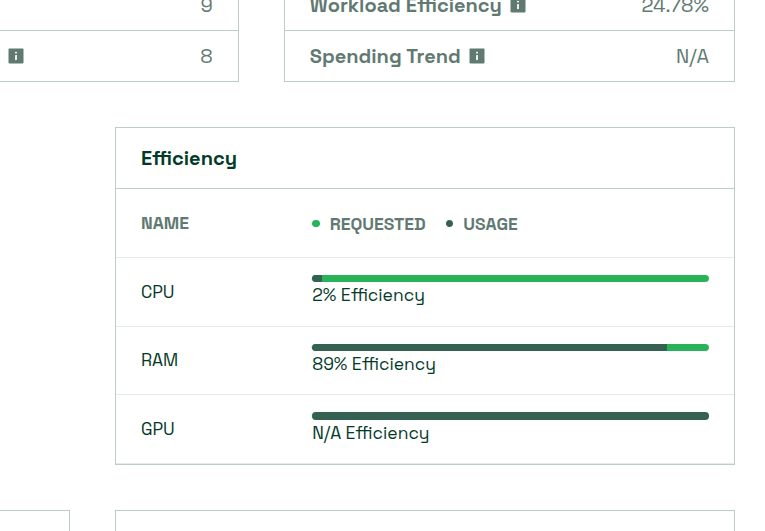 9
Workload Efficiency 24.78%
8
Spending Trend N/A
Efficiency
NAME REQUESTED USAGE
CPU 2% Efficiency
RAM 89% Efficiency
GPU N/A Efficiency